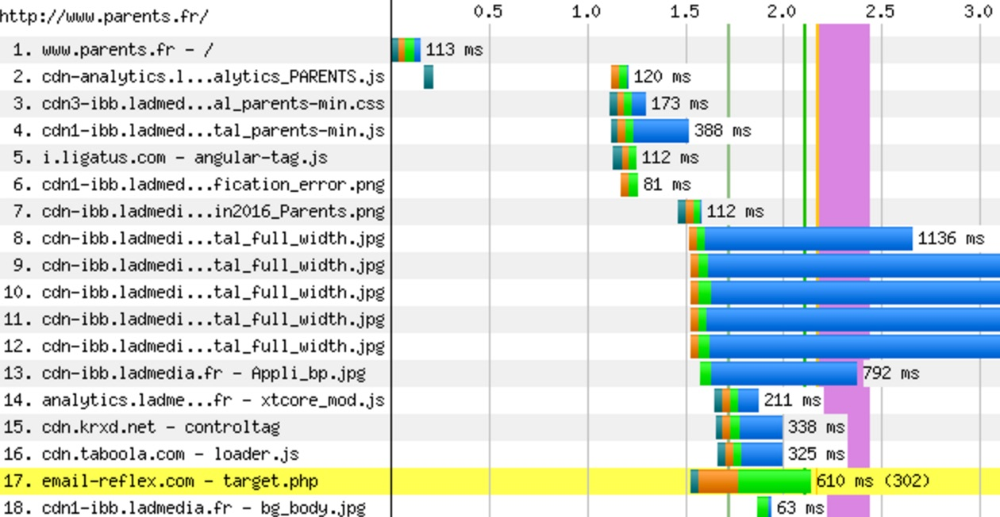 http://www.parents.fr/ 0.5 1.0 1.5 2.0 2.5 3.0
1. www.parents.fr - / 113 ms
2. cdn-analytics.l...alytics_PARENTS.js 120 ms
3. cdn3-ibb.ladmed...al_parents-min.css 173 ms
4. cdn1-ibb.ladmed...tal_parents-min.js 388 ms
5. i.ligatus.com - angular-tag.js 112 ms
6. cdn1-ibb.ladmed...fication_error.png 81 ms
7. cdn-ibb.ladmedi...in2016_Parents.png 112 ms
8. cdn-ibb.ladmedi...tal_full_width.jpg 1136 ms
9. cdn-ibb.ladmedi...tal_full_width.jpg
10. cdn-ibb.ladmedi...tal_full_width.jpg
11. cdn-ibb.ladmedi...tal_full_width.jpg
12. cdn-ibb.ladmedi...tal_full_width.jpg
13. cdn-ibb.ladmedia.fr - Appli_bp.jpg 792 ms
14. analytics.ladme...fr - xtcore_mod.js 211 ms
15. cdn.krxd.net - controltag 338 ms
16. cdn.taboola.com - loader.js 325 ms
17. email-reflex.com - target.php 610 ms (302)
18. cdn1-ibb.ladmedia.fr - bg_body.jpg 63 ms